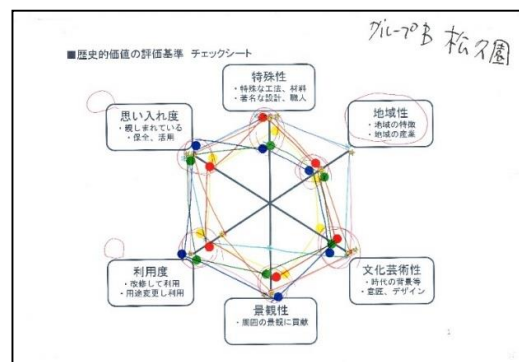 グループB 松久園
■歴史的価値の評価基準 チェックシート
特殊性
・特殊な工法、材料
・著名な設計、職人
思い入れ度
・親しまれている
・保全、活用
地域性
・地域の特徴
・地域の産業
利用度
・改修して利用
・用途変更し利用
文化芸術性
・時代の背景等
・意匠、デザイン
景観性
・周囲の景観に貢献